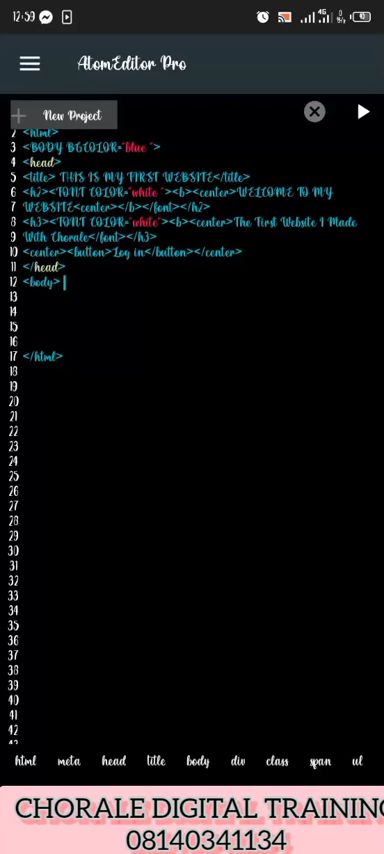 12:59
4G
AtomEditor Pro
+ New Project
2 <html>
3 <BODY BGCOLOR="blue ">
4 <head>
5 <title> THIS IS MY FIRST WEBSITE</title>
6 <h2><FONT COLOR="white "><b><center>WELCOME TO MY
7 WEBSITE<center></b></font></h2>
8 <h3><FONT COLOR="white"><b><center>The First Website I Made
9 With Chorale</font></h3>
10 <center><button>Log in</button></center>
11 </head>
12 <body>
13
14
15
16
17 </html>
18
19
20
21
22
23
24
25
26
27
28
29
30
31
32
33
34
35
36
37
38
39
40
41
42
html meta head title body div class span ul
CHORALE DIGITAL TRAINING
08140341134